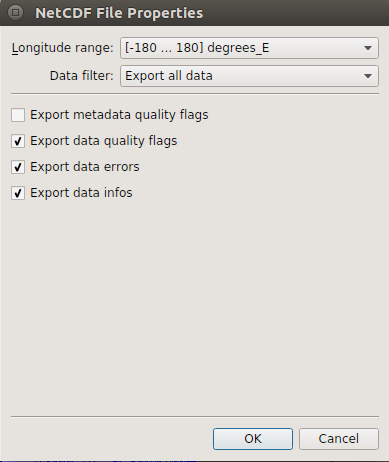 NetCDF File Properties
Longitude range: [-180 ... 180] degrees_E
Data filter: Export all data
Export metadata quality flags
Export data quality flags
Export data errors
Export data infos
OK Cancel